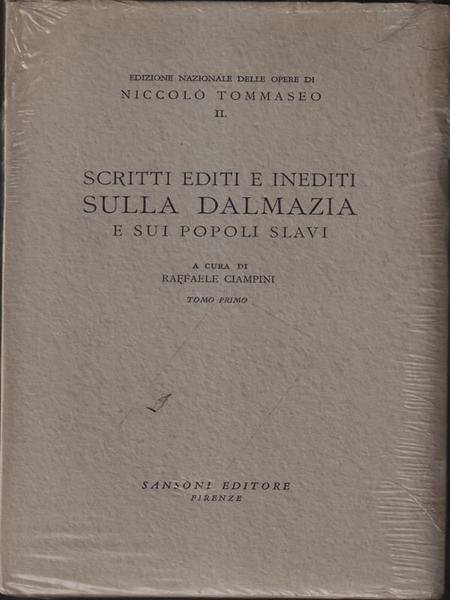 EDIZIONE NAZIONALE DELLE OPERE DI
NICCOLÒ TOMMASEO
II.
SCRITTI EDITI E INEDITI
SULLA DALMAZIA
E SUI POPOLI SLAVI
A CURA DI
RAFFAELE CIAMPINI
TOMO PRIMO
SANSONI EDITORE
FIRENZE